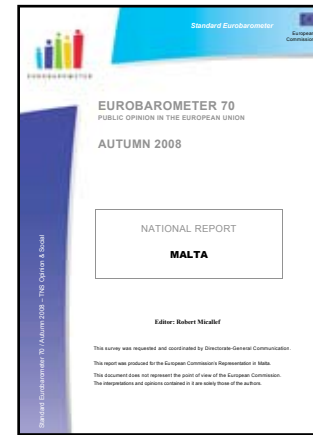 Standard Eurobarometer
European
Commission
EUROBAROMETER
EUROBAROMETER 70
PUBLIC OPINION IN THE EUROPEAN UNION
AUTUMN 2008
NATIONAL REPORT
MALTA
Standard Eurobarometer 70 / Autumn 2008 – TNS Opinion & Social
Editor: Robert Micallef
This survey was requested and coordinated by Directorate-General Communication.
This report was produced for the European Commission's Representation in Malta.
This document does not represent the point of view of the European Commission.
The interpretations and opinions contained in it are solely those of the authors.